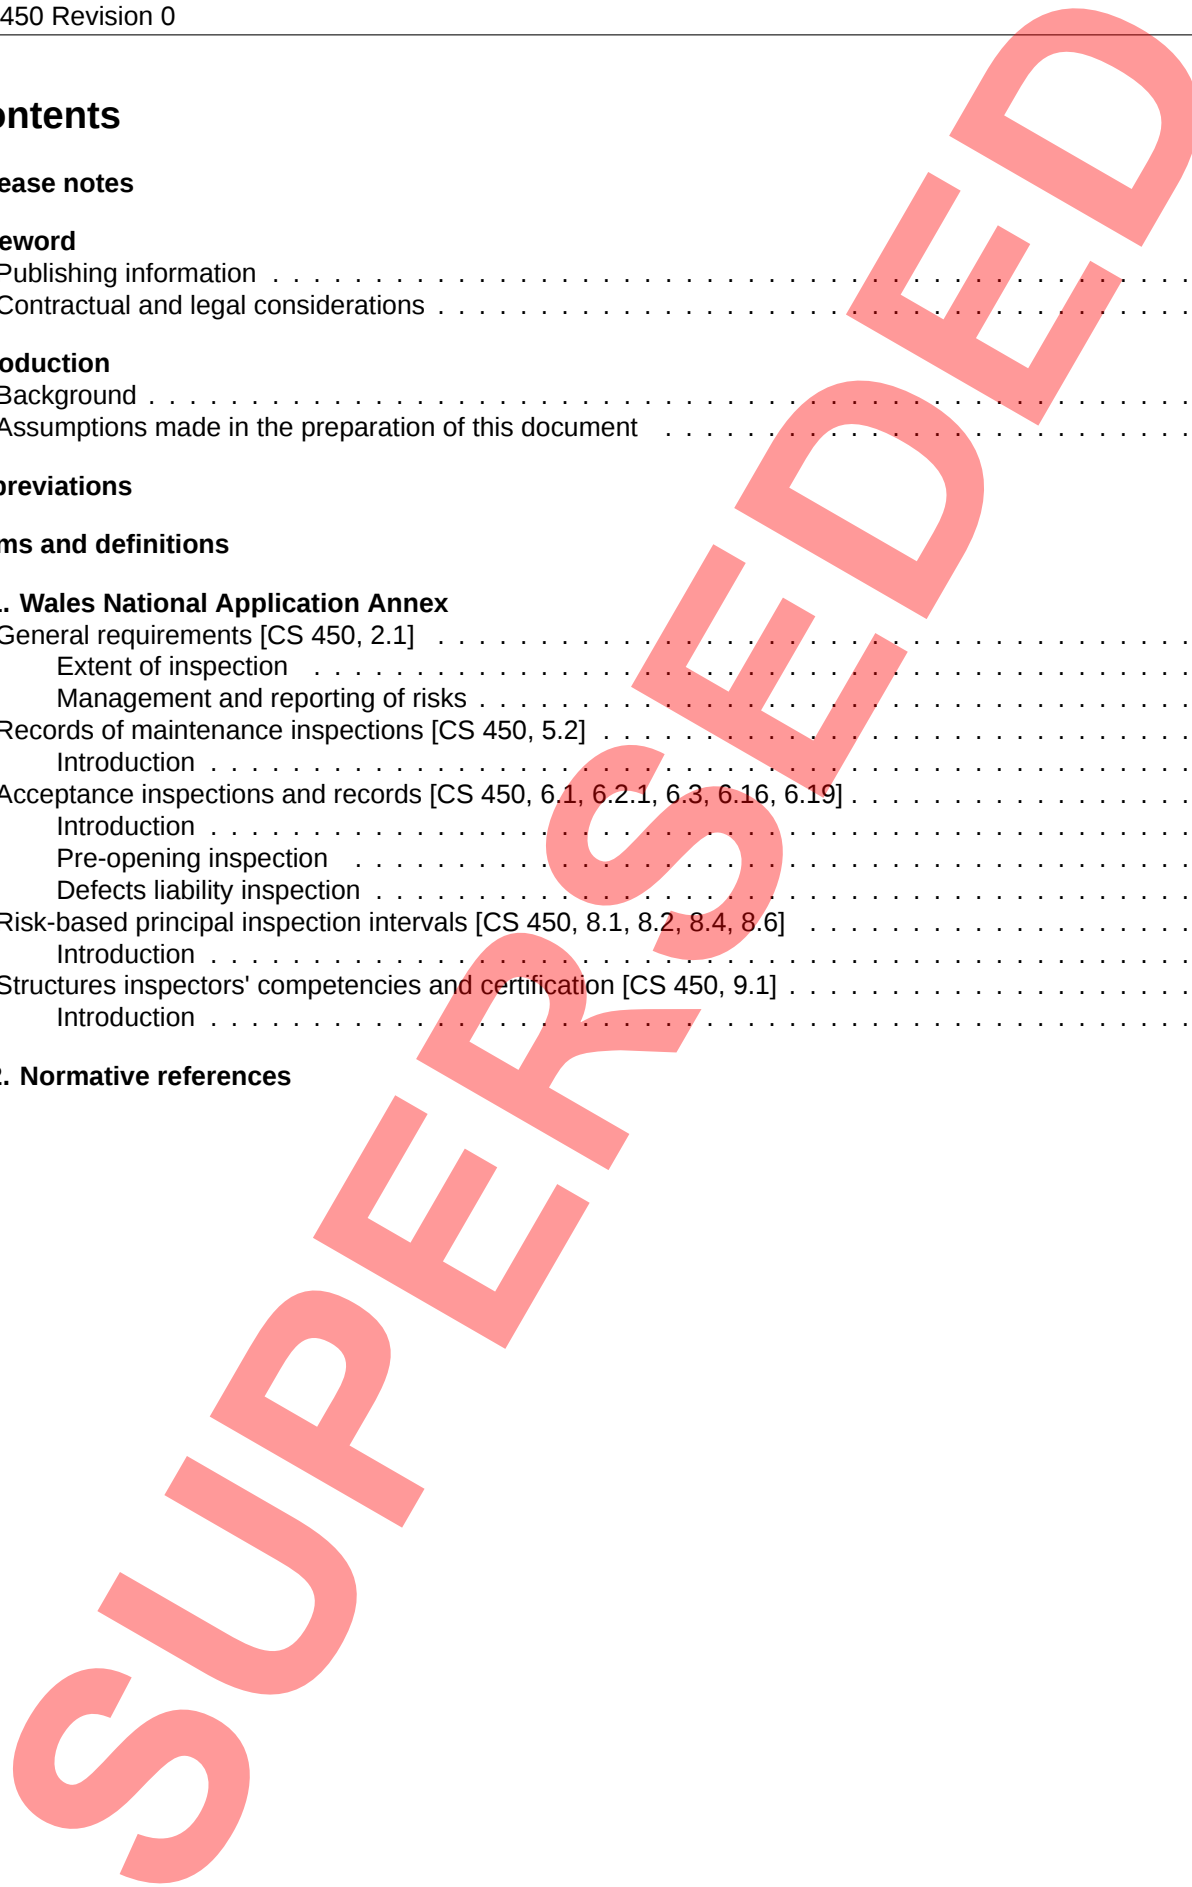 450 Revision 0
ontents
ease notes
eword
Publishing information . . . . . . . . . . . . . . . . . . . . . . . . . . . . . . . . . . . . . . . . . . . . .
Contractual and legal considerations . . . . . . . . . . . . . . . . . . . . . . . . . . . . . . . . . . . . .
oduction
Background . . . . . . . . . . . . . . . . . . . . . . . . . . . . . . . . . . . . . . . . . . . . . . . . . . .
Assumptions made in the preparation of this document . . . . . . . . . . . . . . . . . . . . . . . . . .
breviations
ms and definitions
. Wales National Application Annex
General requirements [CS 450, 2.1] . . . . . . . . . . . . . . . . . . . . . . . . . . . . . . . . . . . . .
Extent of inspection . . . . . . . . . . . . . . . . . . . . . . . . . . . . . . . . . . . . . . . . . . .
Management and reporting of risks . . . . . . . . . . . . . . . . . . . . . . . . . . . . . . . . . . .
Records of maintenance inspections [CS 450, 5.2] . . . . . . . . . . . . . . . . . . . . . . . . . . . . .
Introduction . . . . . . . . . . . . . . . . . . . . . . . . . . . . . . . . . . . . . . . . . . . . . . . .
Acceptance inspections and records [CS 450, 6.1, 6.2.1, 6.3, 6.16, 6.19] . . . . . . . . . . . . . . . . .
Introduction . . . . . . . . . . . . . . . . . . . . . . . . . . . . . . . . . . . . . . . . . . . . . . . .
Pre-opening inspection . . . . . . . . . . . . . . . . . . . . . . . . . . . . . . . . . . . . . . . . .
Defects liability inspection . . . . . . . . . . . . . . . . . . . . . . . . . . . . . . . . . . . . . . . .
Risk-based principal inspection intervals [CS 450, 8.1, 8.2, 8.4, 8.6] . . . . . . . . . . . . . . . . . . .
Introduction . . . . . . . . . . . . . . . . . . . . . . . . . . . . . . . . . . . . . . . . . . . . . . . .
Structures inspectors' competencies and certification [CS 450, 9.1] . . . . . . . . . . . . . . . . . . . .
Introduction . . . . . . . . . . . . . . . . . . . . . . . . . . . . . . . . . . . . . . . . . . . . . . . .
2. Normative references
SUPERSEDED